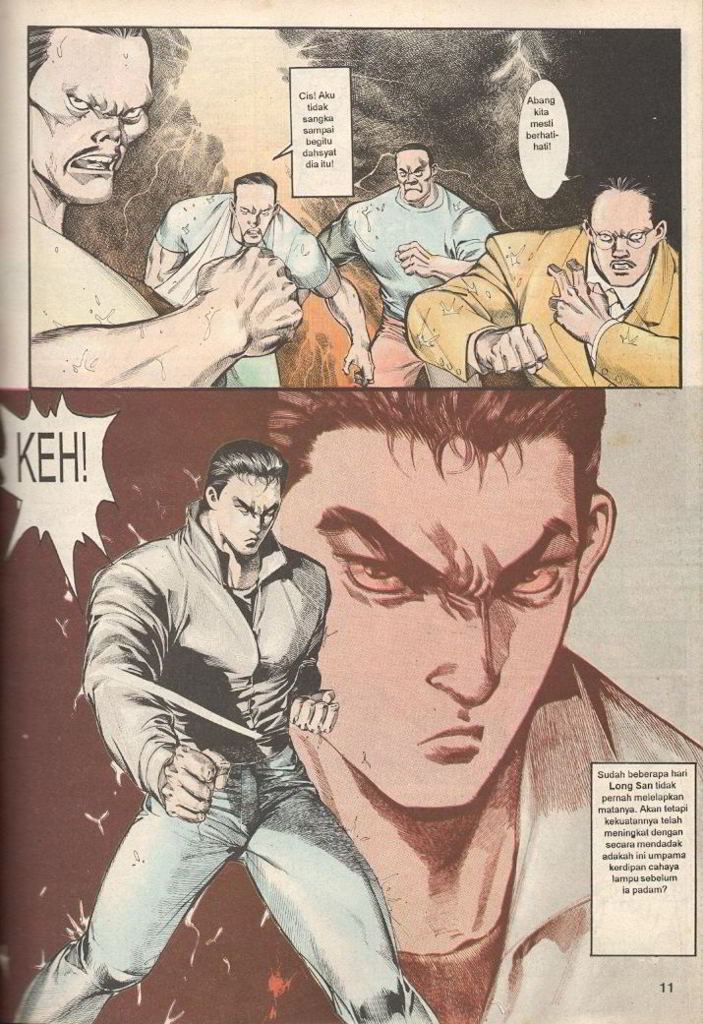 Cis! Aku
tidak
sangka
sampai
begitu
dahsyat
dia itu!
Abang
kita
mesti
berhati-
hati!
KEH!
Sudah beberapa hari
Long San tidak
pernah melelapkan
matanya. Akan tetapi
kekuatannya telah
meningkat dengan
secara mendadak
adakah ini umpama
kerdipan cahaya
lampu sebelum
ia padam?
11